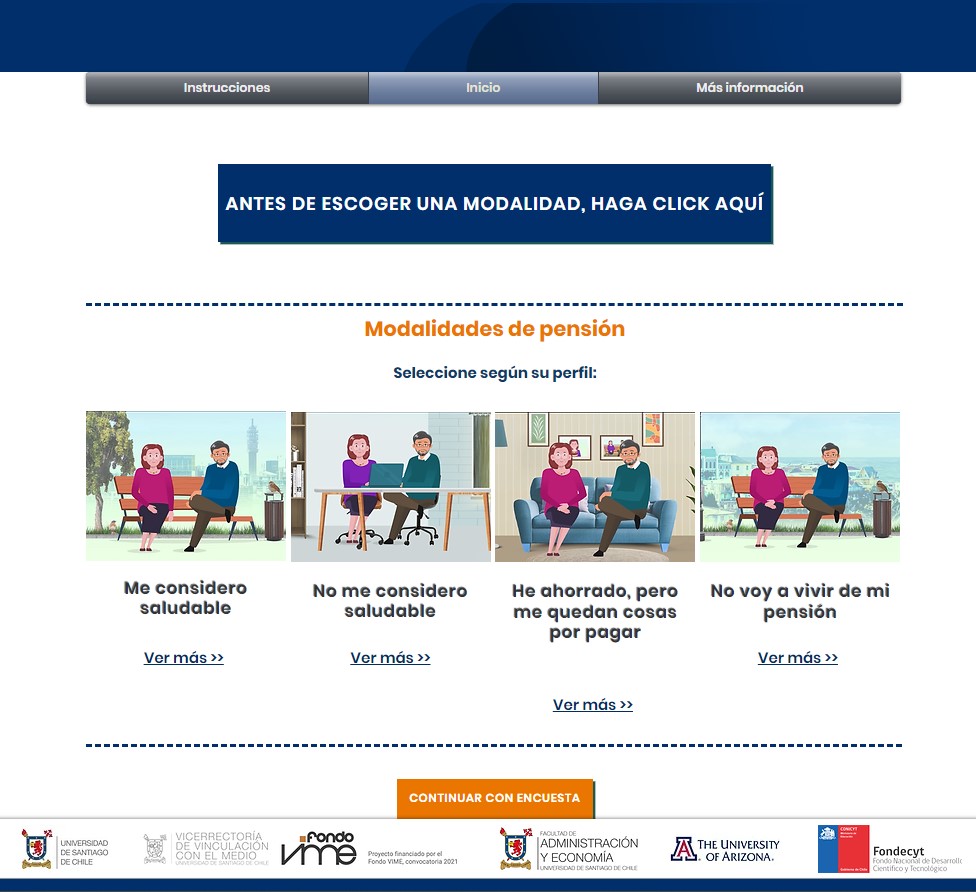 Instrucciones
Inicio
Más información
ANTES DE ESCOGER UNA MODALIDAD, HAGA CLICK AQUÍ
Modalidades de pensión
Seleccione según su perfil:
Me considero
saludable
Ver más >>
No me considero
saludable
Ver más >>
He ahorrado, pero
me quedan cosas
por pagar
Ver más >>
No voy a vivir de mi
pensión
Ver más >>
CONTINUAR CON ENCUESTA
UNIVERSIDAD
DE SANTIAGO
DE CHILE
VICERRECTORÍA
DE VINCULACIÓN
CON EL MEDIO
UNIVERSIDAD DE SANTIAGO DE CHILE
fondo
vime
Proyecto financiado por el
Fondo VIME, convocatoria 2021
FACULTAD DE
ADMINISTRACIÓN
Y ECONOMÍA
UNIVERSIDAD DE SANTIAGO DE CHILE
A
THE UNIVERSITY
OF ARIZONA
CONICYT
Fondecyt
Fondo Nacional de Desarrollo
Científico y Tecnológico